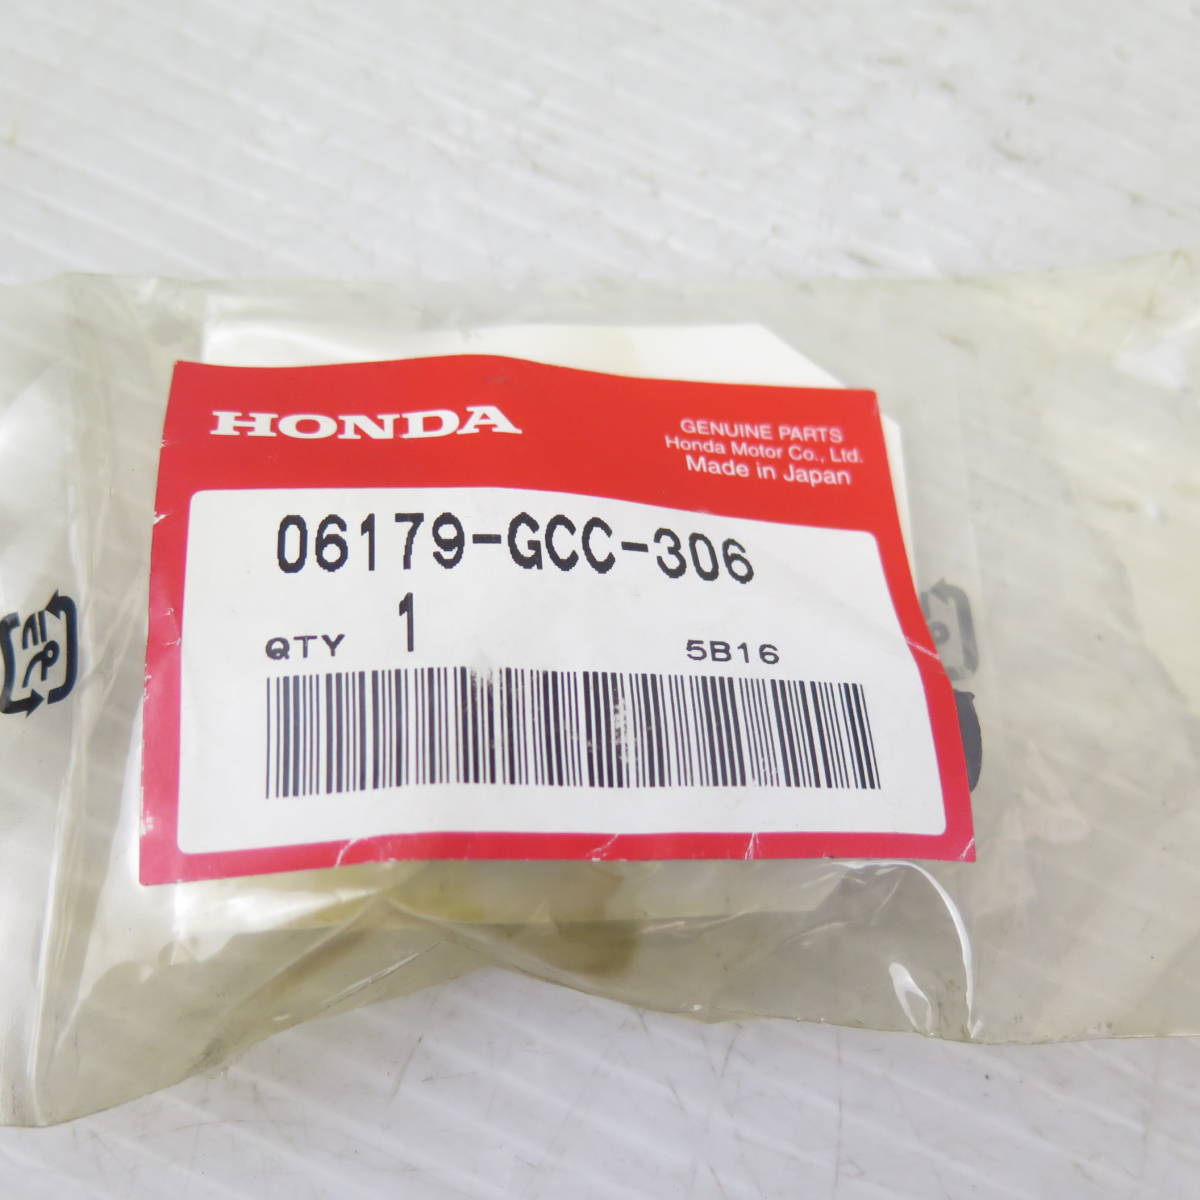 HONDA
GENUINE PARTS
Honda Motor Co., Ltd.
Made in Japan
06179-GCC-306
QTY 1 5B16